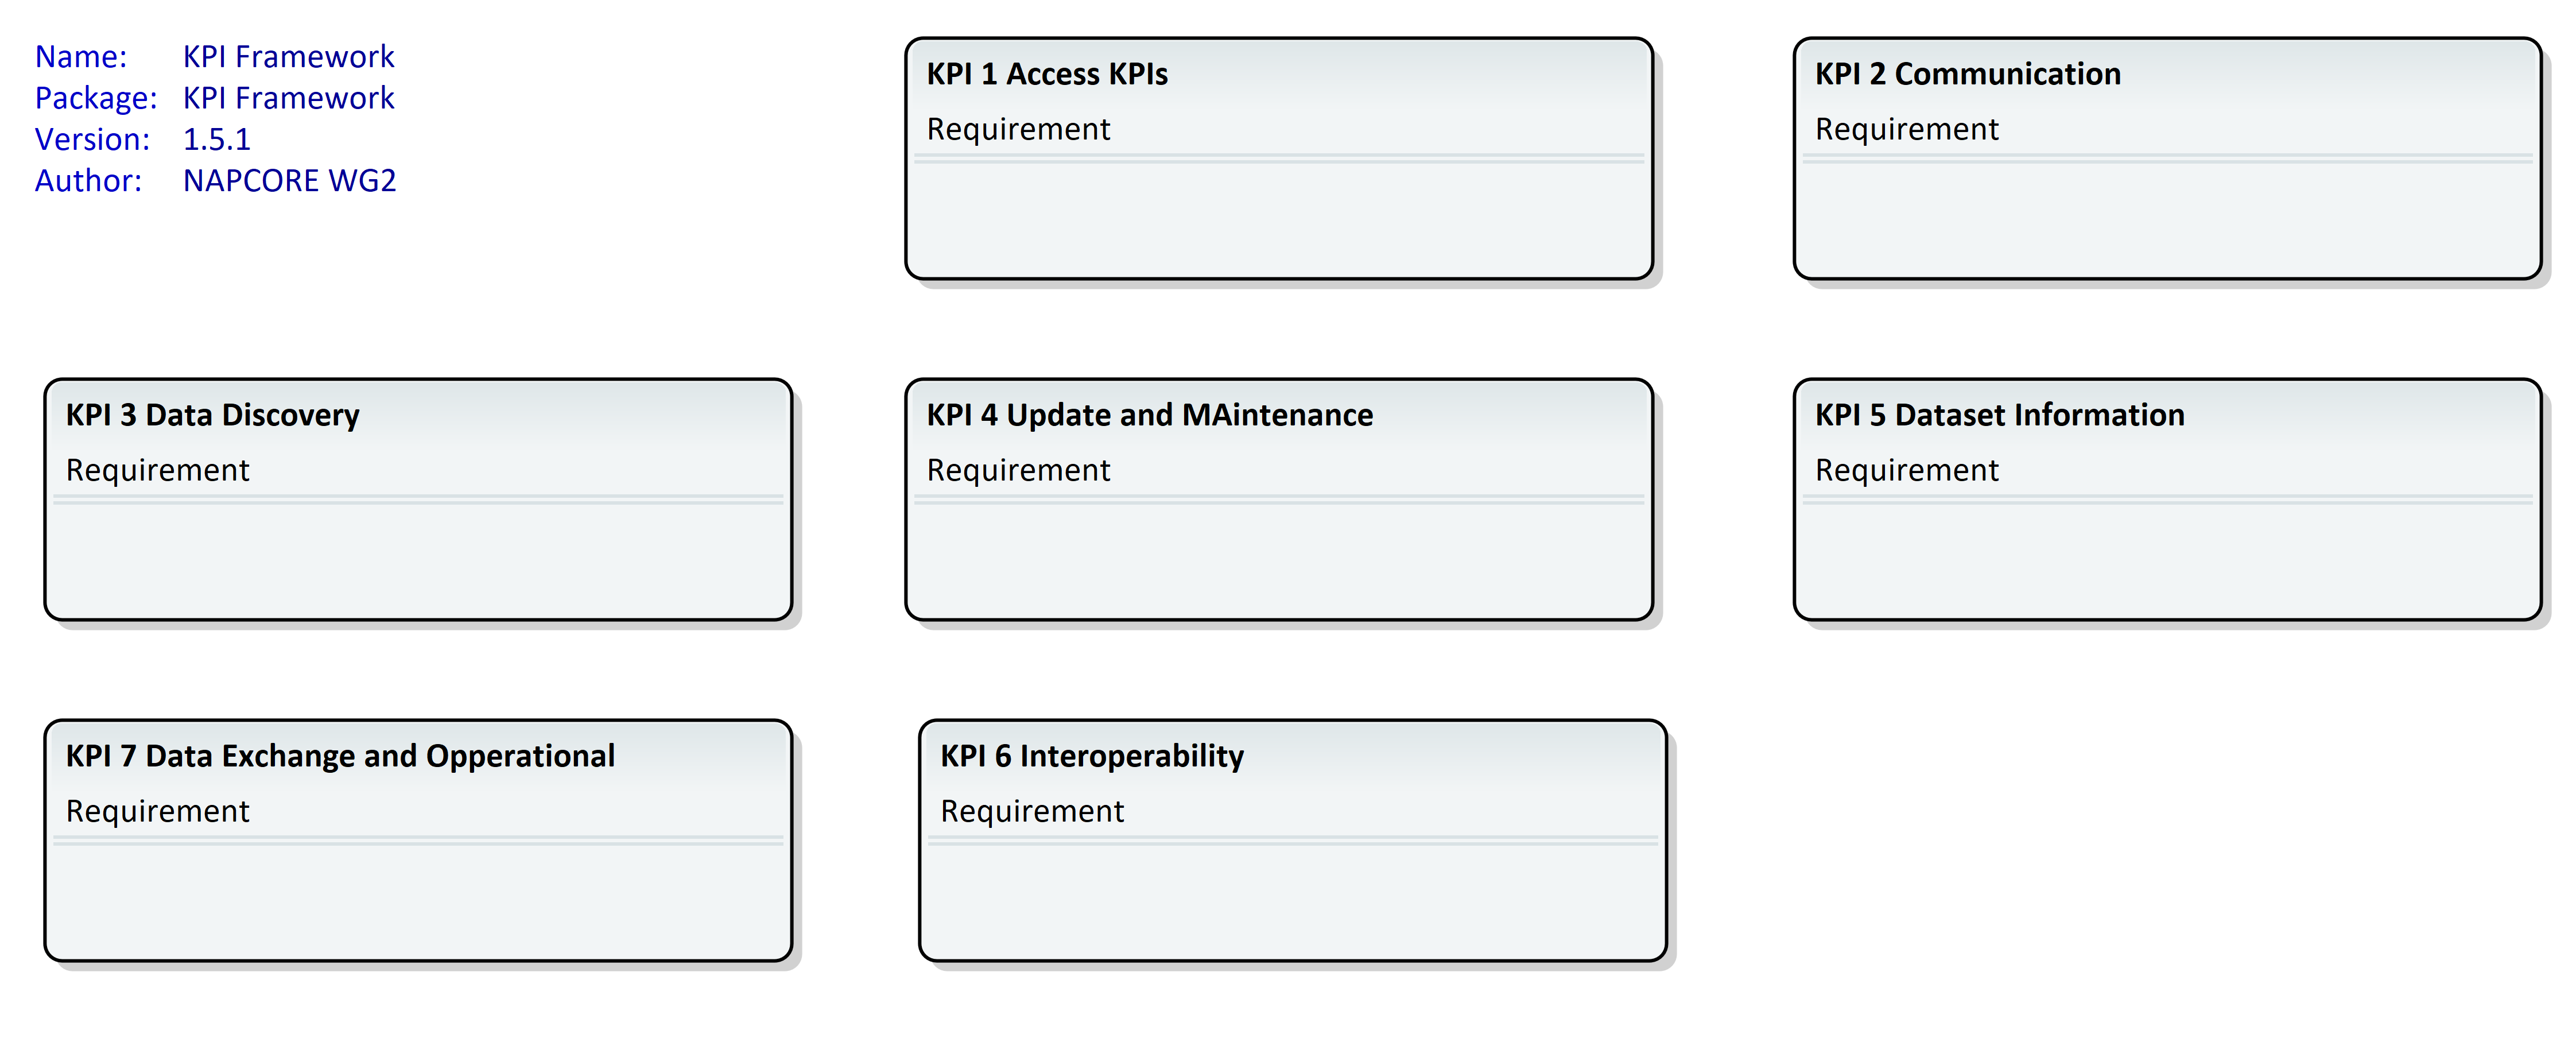 Name: KPI Framework
Package: KPI Framework
Version: 1.5.1
Author: NAPCORE WG2
KPI 1 Access KPIs
Requirement
KPI 2 Communication
Requirement
KPI 3 Data Discovery
Requirement
KPI 4 Update and MAintenance
Requirement
KPI 5 Dataset Information
Requirement
KPI 7 Data Exchange and Opperational
Requirement
KPI 6 Interoperability
Requirement